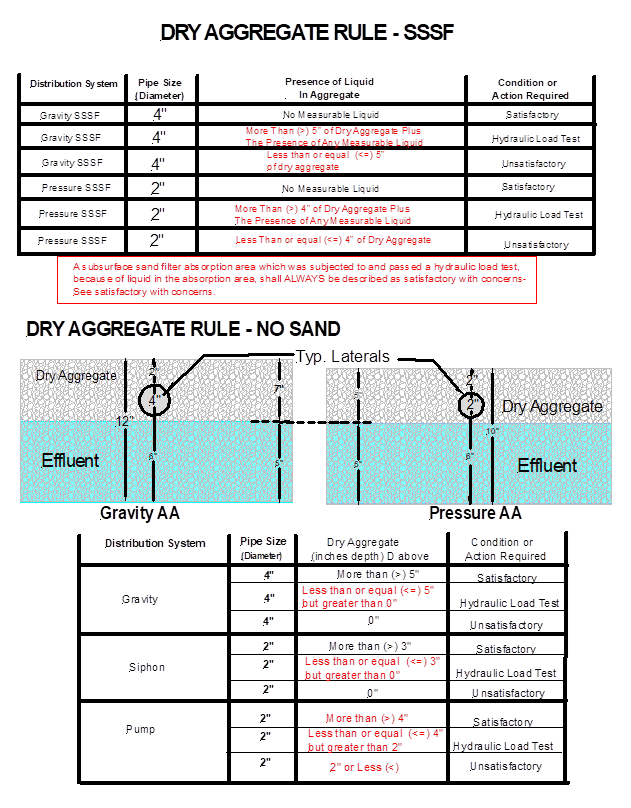 DRY AGGREGATE RULE - SSSF
Distribution System
Pipe Size
(Diameter)
Presence of Liquid
In Aggregate
Condition or
Action Required
Gravity SSSF
4"
No Measurable Liquid
Satisfactory
Gravity SSSF
4"
More Than (>) 5" of Dry Aggregate Plus
The Presence of Any Measurable Liquid
Hydraulic Load Test
Gravity SSSF
4"
Less than or equal (<=) 5"
of dry aggregate
Unsatisfactory
Pressure SSSF
2"
No Measurable Liquid
Satisfactory
Pressure SSSF
2"
More Than (>) 4" of Dry Aggregate Plus
The Presence of Any Measurable Liquid
Hydraulic Load Test
Pressure SSSF
2"
Less Than or equal (<=) 4" of Dry Aggregate
Unsatisfactory
A subsurface sand filter absorption area which was subjected to and passed a hydraulic load test,
because of liquid in the absorption area, shall ALWAYS be described as satisfactory with concerns-
See satisfactory with concerns.
DRY AGGREGATE RULE - NO SAND
Typ. Laterals
Dry Aggregate
2"
4"
7"
12"
6"
5"
Effluent
Gravity AA
2"
2"
Dry Aggregate
10"
5"
6"
Effluent
Pressure AA
Distribution System
Pipe Size
(Diameter)
Dry Aggregate
(inches depth) D above
Condition or
Action Required
Gravity
4"
More than (>) 5"
Satisfactory
4"
Less than or equal (<=) 5"
but greater than 0"
Hydraulic Load Test
4"
0"
Unsatisfactory
Siphon
2"
More than (>) 3"
Satisfactory
2"
Less than or equal (<=) 3"
but greater than 0"
Hydraulic Load Test
2"
0"
Unsatisfactory
Pump
2"
More than (>) 4"
Satisfactory
2"
Less than or equal (<=) 4"
but greater than 2"
Hydraulic Load Test
2"
2" or Less (<)
Unsatisfactory